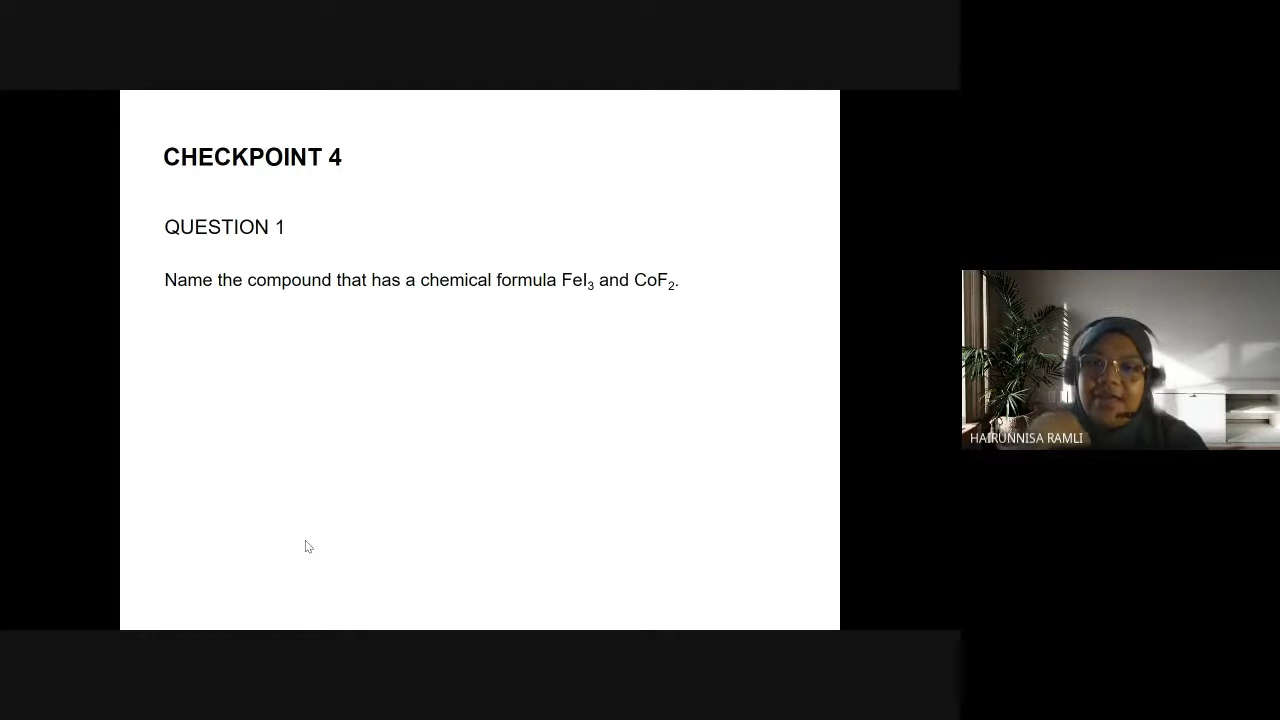 CHECKPOINT 4
QUESTION 1
Name the compound that has a chemical formula FeI₃ and CoF₂.
HAIRUNNISA RAMLI